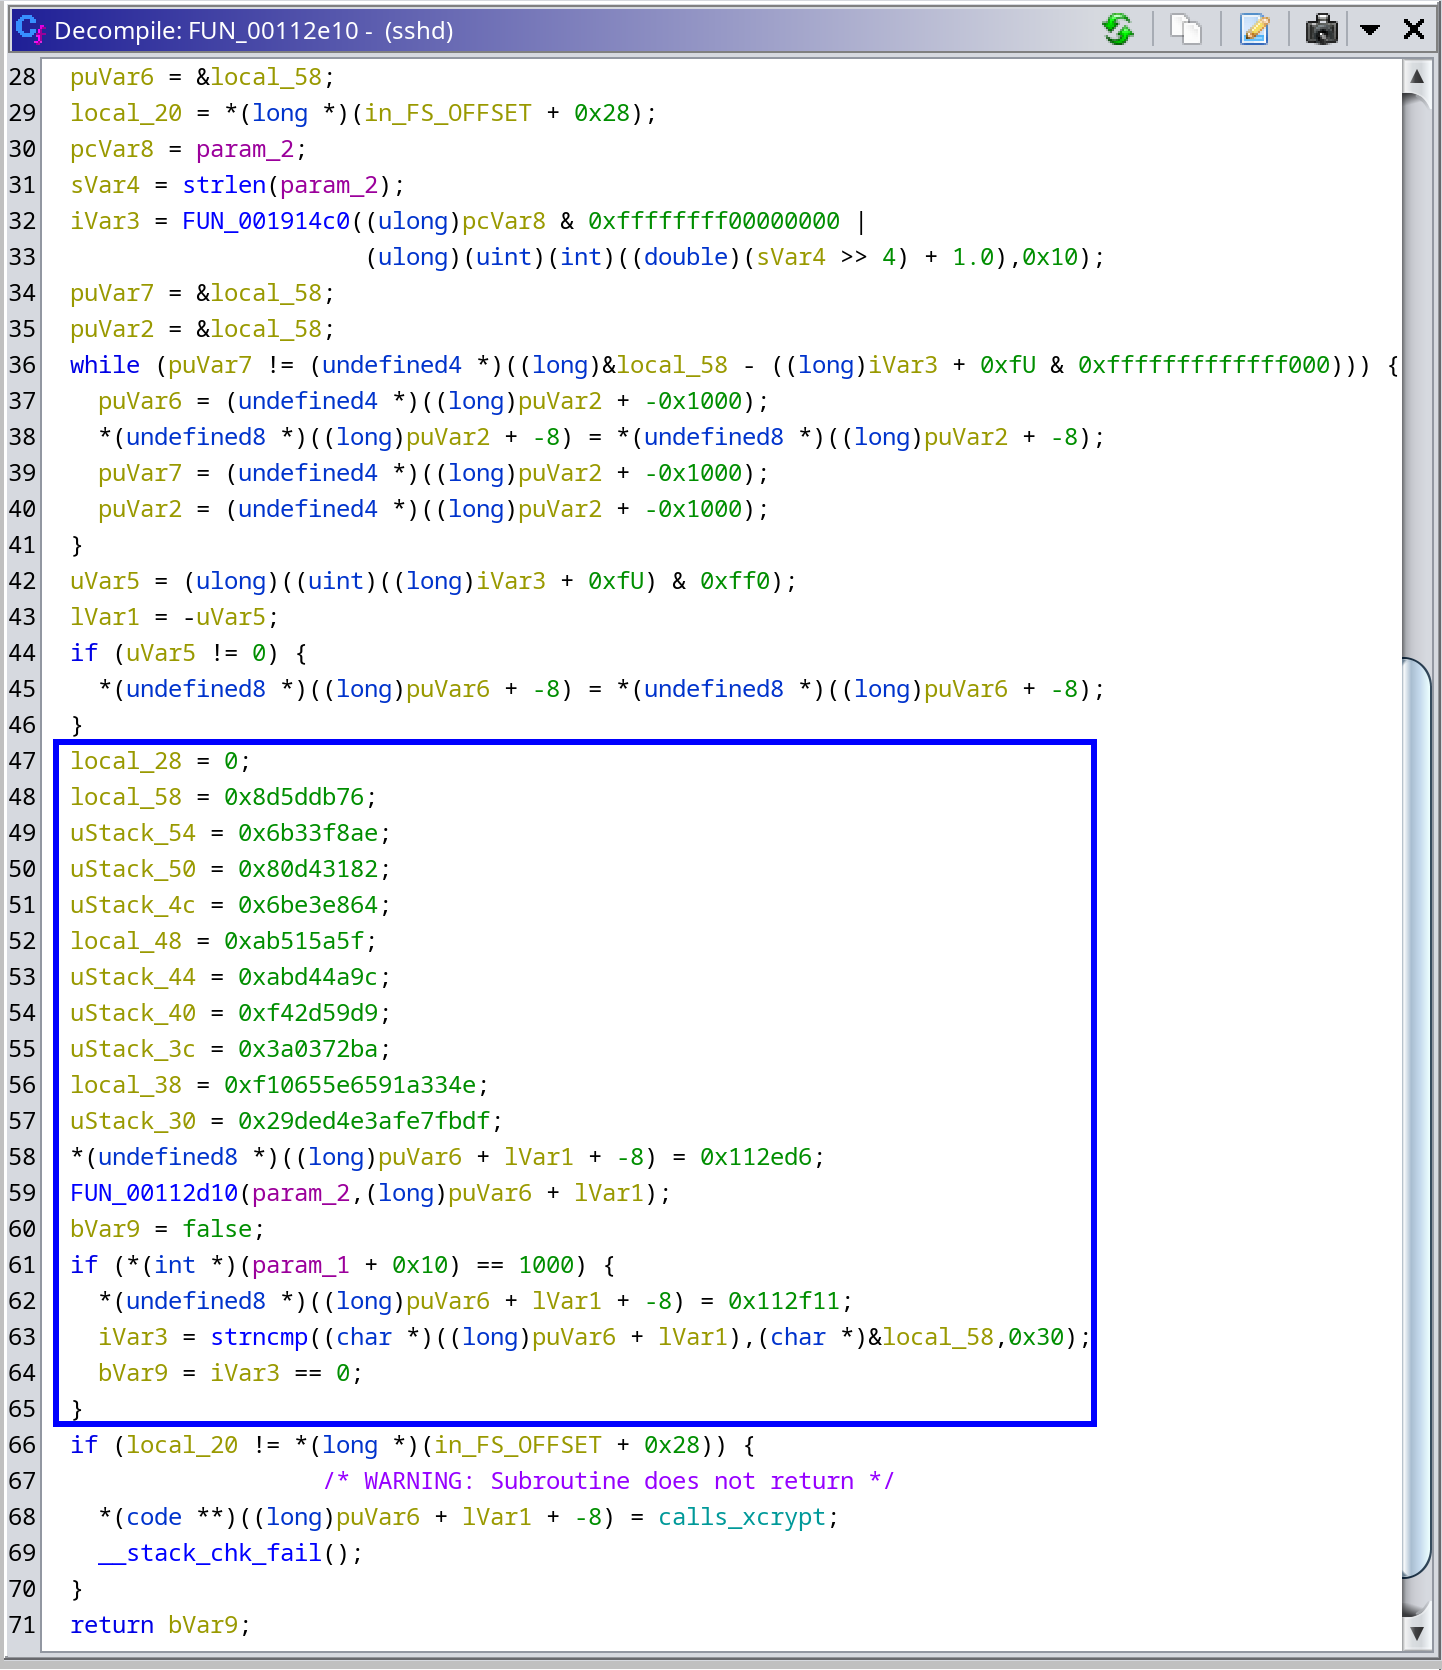 Decompile: FUN_00112e10 - (sshd)
28 puVar6 = &local_58;
29 local_20 = *(long *)(in_FS_OFFSET + 0x28);
30 pcVar8 = param_2;
31 sVar4 = strlen(param_2);
32 iVar3 = FUN_001914c0((ulong)pcVar8 & 0xffffffff00000000 |
33 (ulong)(uint)(int)((double)(sVar4 >> 4) + 1.0),0x10);
34 puVar7 = &local_58;
35 puVar2 = &local_58;
36 while (puVar7 != (undefined4 *)((long)&local_58 - ((long)iVar3 + 0xfU & 0xfffffffffffff000))) {
37 puVar6 = (undefined4 *)((long)puVar2 + -0x1000);
38 *(undefined8 *)((long)puVar2 + -8) = *(undefined8 *)((long)puVar2 + -8);
39 puVar7 = (undefined4 *)((long)puVar2 + -0x1000);
40 puVar2 = (undefined4 *)((long)puVar2 + -0x1000);
41 }
42 uVar5 = (ulong)((uint)((long)iVar3 + 0xfU) & 0xff0);
43 lVar1 = -uVar5;
44 if (uVar5 != 0) {
45 *(undefined8 *)((long)puVar6 + -8) = *(undefined8 *)((long)puVar6 + -8);
46 }
47 local_28 = 0;
48 local_58 = 0x8d5ddb76;
49 uStack_54 = 0x6b33f8ae;
50 uStack_50 = 0x80d43182;
51 uStack_4c = 0x6be3e864;
52 local_48 = 0xab515a5f;
53 uStack_44 = 0xabd44a9c;
54 uStack_40 = 0xf42d59d9;
55 uStack_3c = 0x3a0372ba;
56 local_38 = 0xf10655e6591a334e;
57 uStack_30 = 0x29ded4e3afe7fbdf;
58 *(undefined8 *)((long)puVar6 + lVar1 + -8) = 0x112ed6;
59 FUN_00112d10(param_2,(long)puVar6 + lVar1);
60 bVar9 = false;
61 if (*(int *)(param_1 + 0x10) == 1000) {
62 *(undefined8 *)((long)puVar6 + lVar1 + -8) = 0x112f11;
63 iVar3 = strncmp((char *)((long)puVar6 + lVar1),(char *)&local_58,0x30);
64 bVar9 = iVar3 == 0;
65 }
66 if (local_20 != *(long *)(in_FS_OFFSET + 0x28)) {
67 /* WARNING: Subroutine does not return */
68 *(code **)((long)puVar6 + lVar1 + -8) = calls_xcrypt;
69 __stack_chk_fail();
70 }
71 return bVar9;